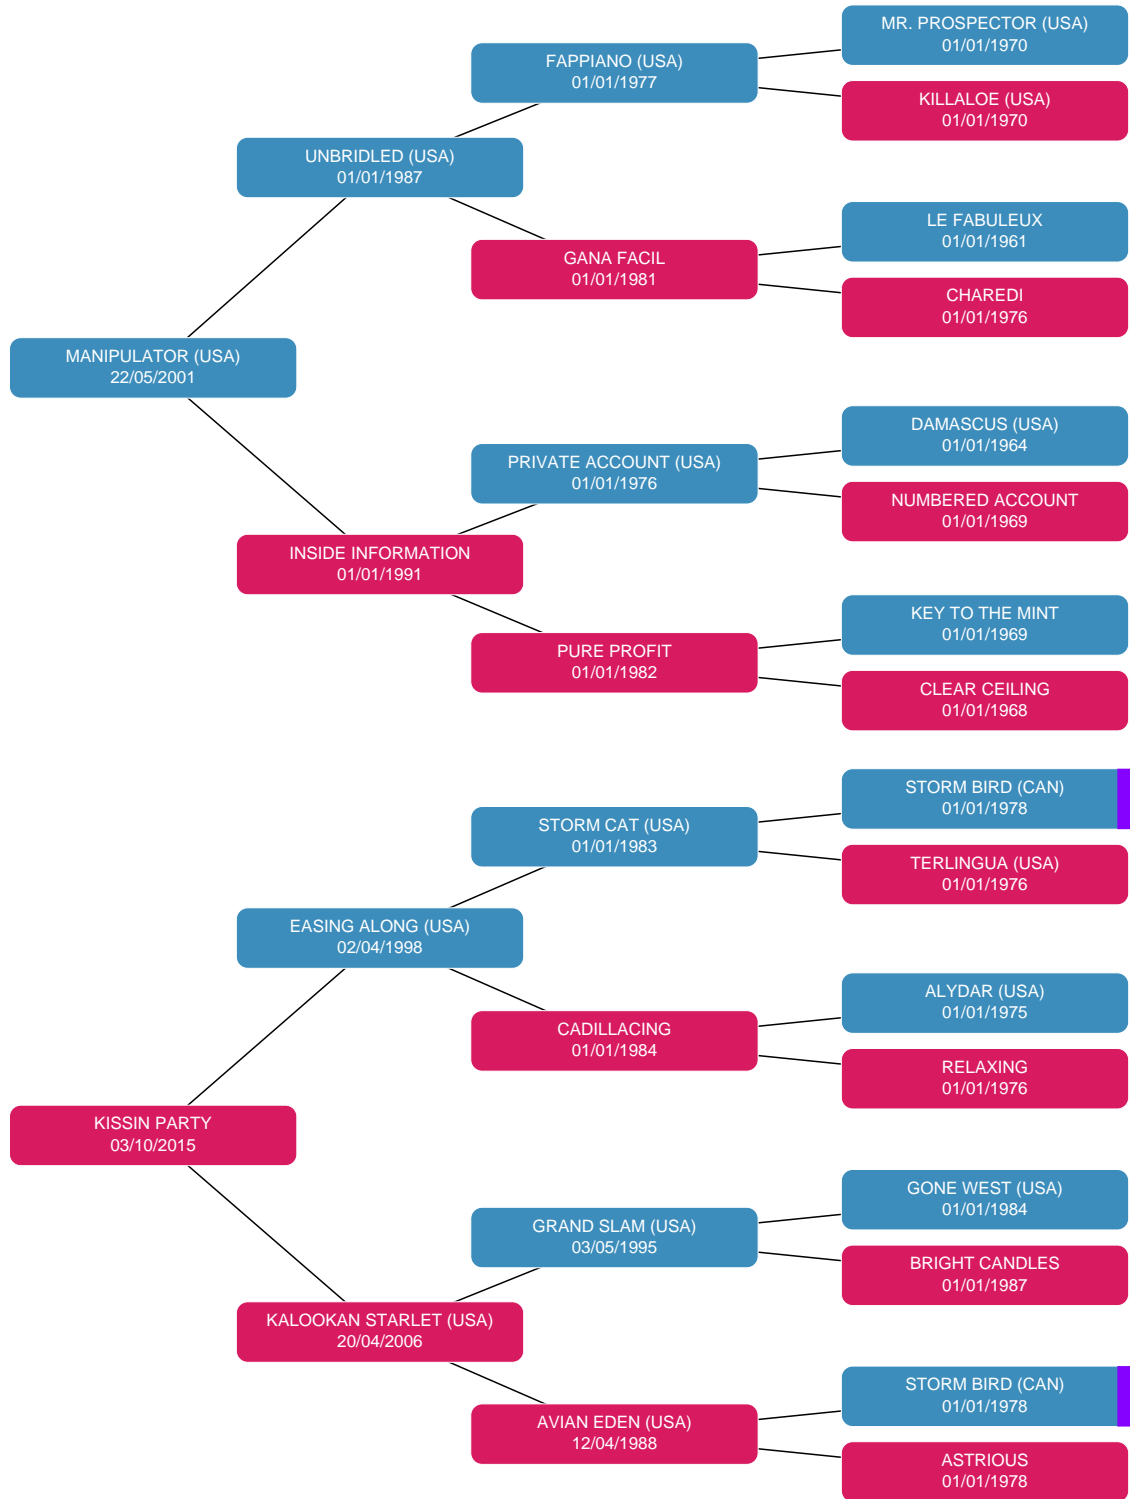 MR. PROSPECTOR (USA)
01/01/1970
FAPPIANO (USA)
01/01/1977
KILLALOE (USA)
01/01/1970
UNBRIDLED (USA)
01/01/1987
LE FABULEUX
01/01/1961
GANA FACIL
01/01/1981
CHAREDI
01/01/1976
MANIPULATOR (USA)
22/05/2001
DAMASCUS (USA)
01/01/1964
PRIVATE ACCOUNT (USA)
01/01/1976
NUMBERED ACCOUNT
01/01/1969
INSIDE INFORMATION
01/01/1991
KEY TO THE MINT
01/01/1969
PURE PROFIT
01/01/1982
CLEAR CEILING
01/01/1968
STORM BIRD (CAN)
01/01/1978
STORM CAT (USA)
01/01/1983
TERLINGUA (USA)
01/01/1976
EASING ALONG (USA)
02/04/1998
ALYDAR (USA)
01/01/1975
CADILLACING
01/01/1984
RELAXING
01/01/1976
KISSIN PARTY
03/10/2015
GONE WEST (USA)
01/01/1984
GRAND SLAM (USA)
03/05/1995
BRIGHT CANDLES
01/01/1987
KALOOKAN STARLET (USA)
20/04/2006
STORM BIRD (CAN)
01/01/1978
AVIAN EDEN (USA)
12/04/1988
ASTRIOUS
01/01/1978